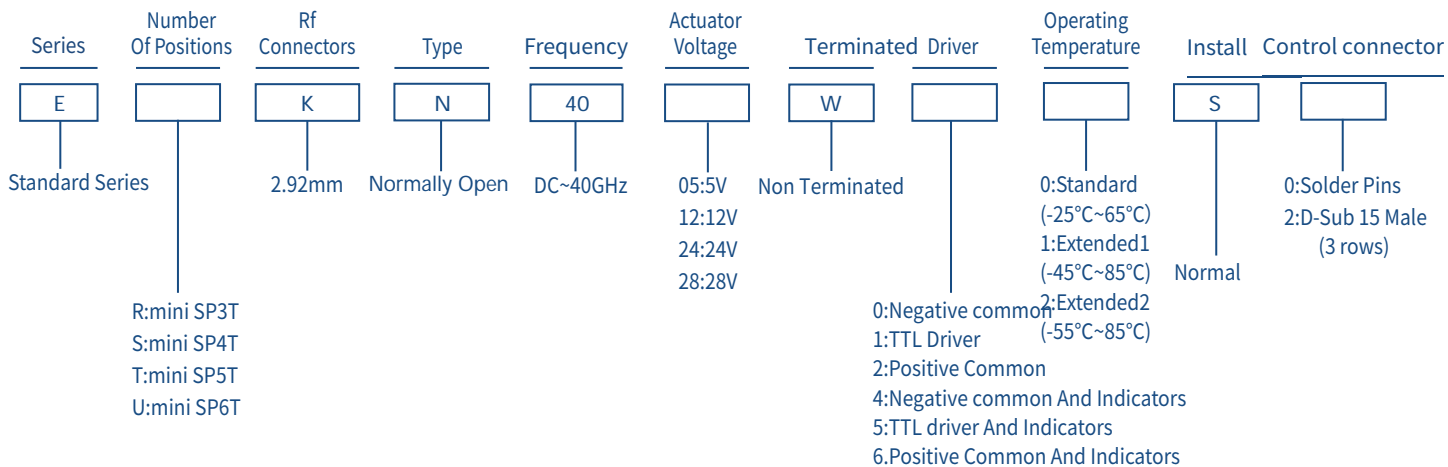 Series
Number
Of Positions
Rf
Connectors
Type
Frequency
Actuator
Voltage
Terminated
Driver
Operating
Temperature
Install
Control connector
E
K
N
40
W
S
Standard Series
2.92mm
Normally Open
DC~40GHz
05:5V
12:12V
24:24V
28:28V
Non Terminated
0:Standard
(-25°C~65°C)
1:Extended1
(-45°C~85°C)
2:Extended2
(-55°C~85°C)
Normal
0:Solder Pins
2:D-Sub 15 Male
(3 rows)
R:mini SP3T
S:mini SP4T
T:mini SP5T
U:mini SP6T
0:Negative common
1:TTL Driver
2:Positive Common
4:Negative common And Indicators
5:TTL driver And Indicators
6.Positive Common And Indicators